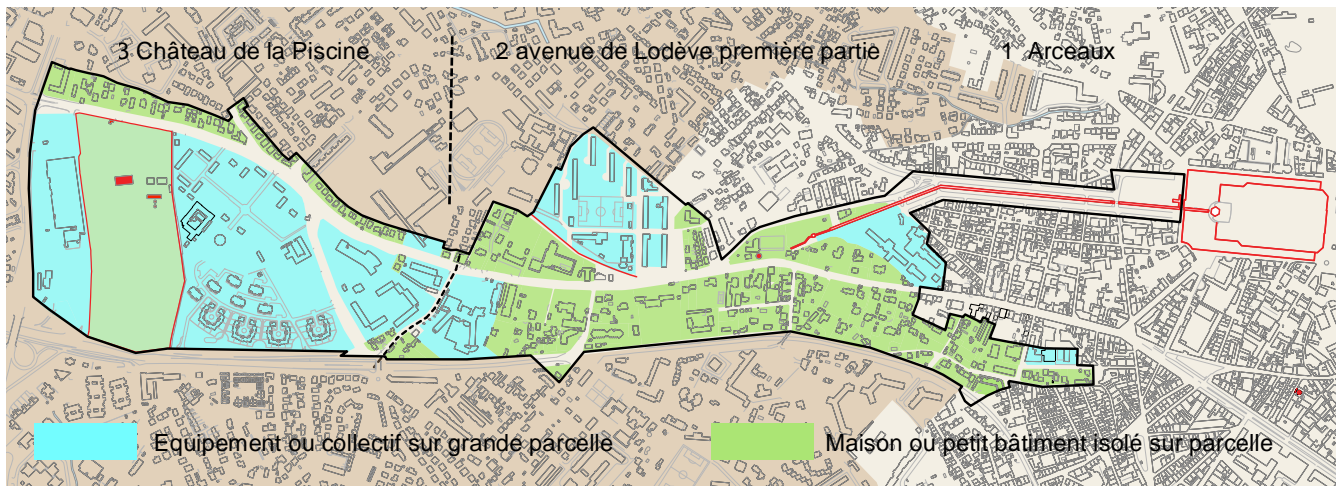 3 Château de la Piscine
2 avenue de Lodève première partie
1 Arceaux
Equipement ou collectif sur grande parcelle
Maison ou petit bâtiment isolé sur parcelle